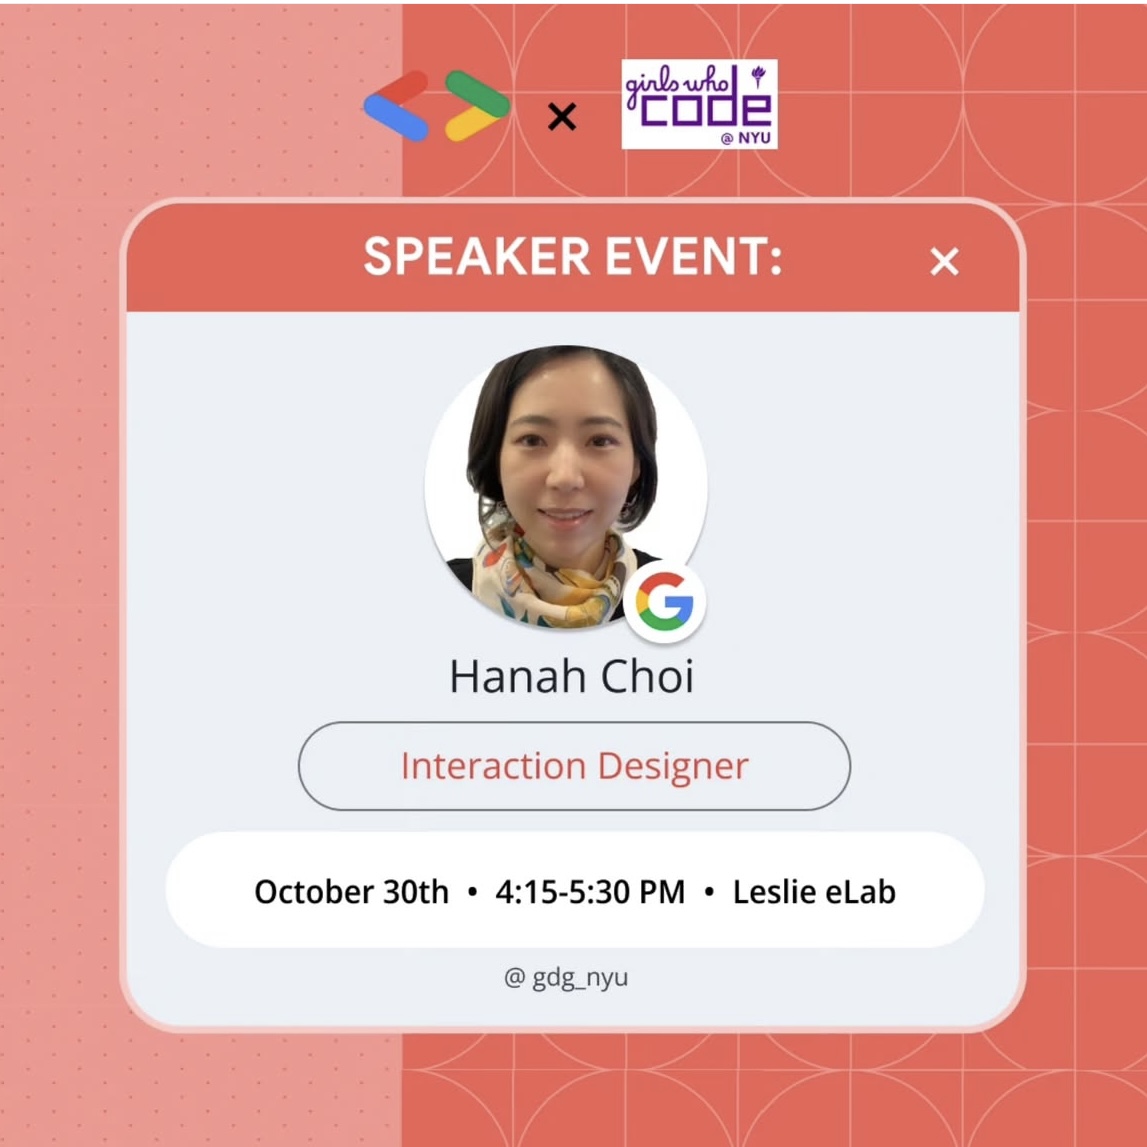 girls who
code
@ NYU
×
SPEAKER EVENT:
×
G
Hanah Choi
Interaction Designer
October 30th • 4:15-5:30 PM • Leslie eLab
@ gdg_nyu